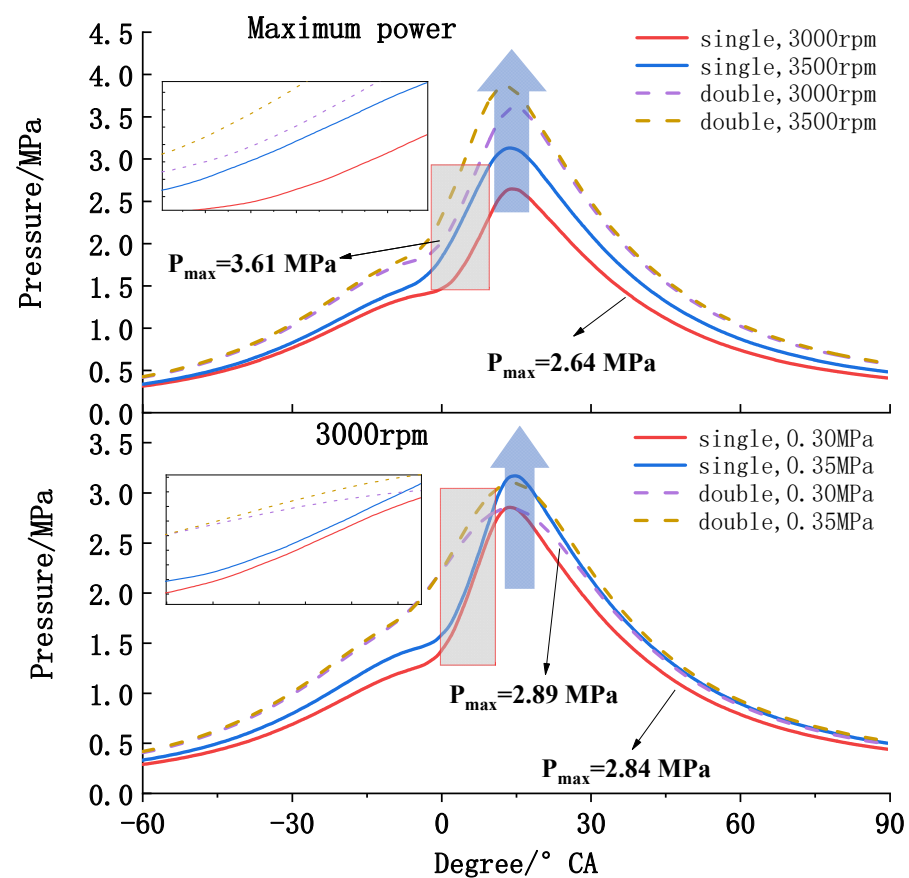 Maximum power
single,3000rpm
single,3500rpm
double,3000rpm
double,3500rpm
4.5
4.0
3.5
3.0
2.5
2.0
1.5
1.0
0.5
0.0
Pressure/MPa
Pmax=3.61 MPa
Pmax=2.64 MPa
3000rpm
single,0.30MPa
single,0.35MPa
double,0.30MPa
double,0.35MPa
3.5
3.0
2.5
2.0
1.5
1.0
0.5
0.0
Pressure/MPa
Pmax=2.89 MPa
Pmax=2.84 MPa
-60 -30 0 30 60 90
Degree/° CA